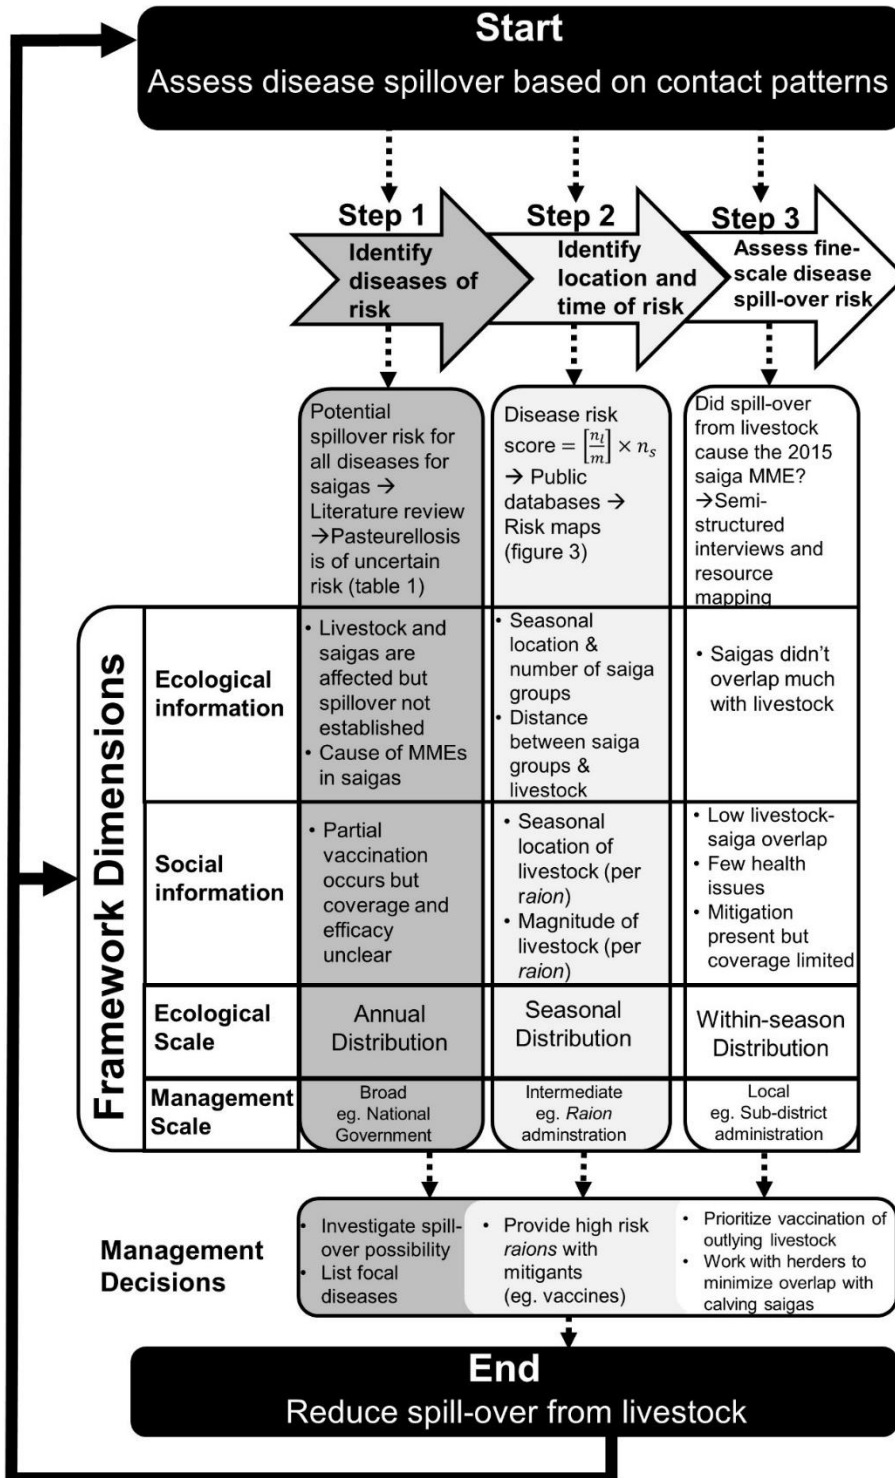 Start
Assess disease spillover based on contact patterns
Step 1
Identify
diseases of
risk
Step 2
Identify
location and
time of risk
Step 3
Assess fine-
scale disease
spill-over risk
Potential
spillover risk for
all diseases for
saigas →
Literature review
→Pasteurellosis
is of uncertain
risk (table 1)
Disease risk
score = [n_l/m] × n_s
→ Public
databases →
Risk maps
(figure 3)
Did spill-over
from livestock
cause the 2015
saiga MME?
→Semi-
structured
interviews and
resource
mapping
Framework Dimensions
Ecological
information
• Livestock and
saigas are
affected but
spillover not
established
• Cause of MMEs
in saigas
• Seasonal
location &
number of saiga
groups
• Distance
between saiga
groups &
livestock
• Saigas didn't
overlap much
with livestock
Social
information
• Partial
vaccination
occurs but
coverage and
efficacy
unclear
• Seasonal
location of
livestock (per
raion)
• Magnitude of
livestock (per
raion)
• Low livestock-
saiga overlap
• Few health
issues
• Mitigation
present but
coverage limited
Ecological
Scale
Annual
Distribution
Seasonal
Distribution
Within-season
Distribution
Management
Scale
Broad
eg. National
Government
Intermediate
eg. Raion
adminstration
Local
eg. Sub-district
administration
Management
Decisions
• Investigate spill-
over possibility
• List focal
diseases
• Provide high risk
raions with
mitigants
(eg. vaccines)
• Prioritize vaccination of
outlying livestock
• Work with herders to
minimize overlap with
calving saigas
End
Reduce spill-over from livestock